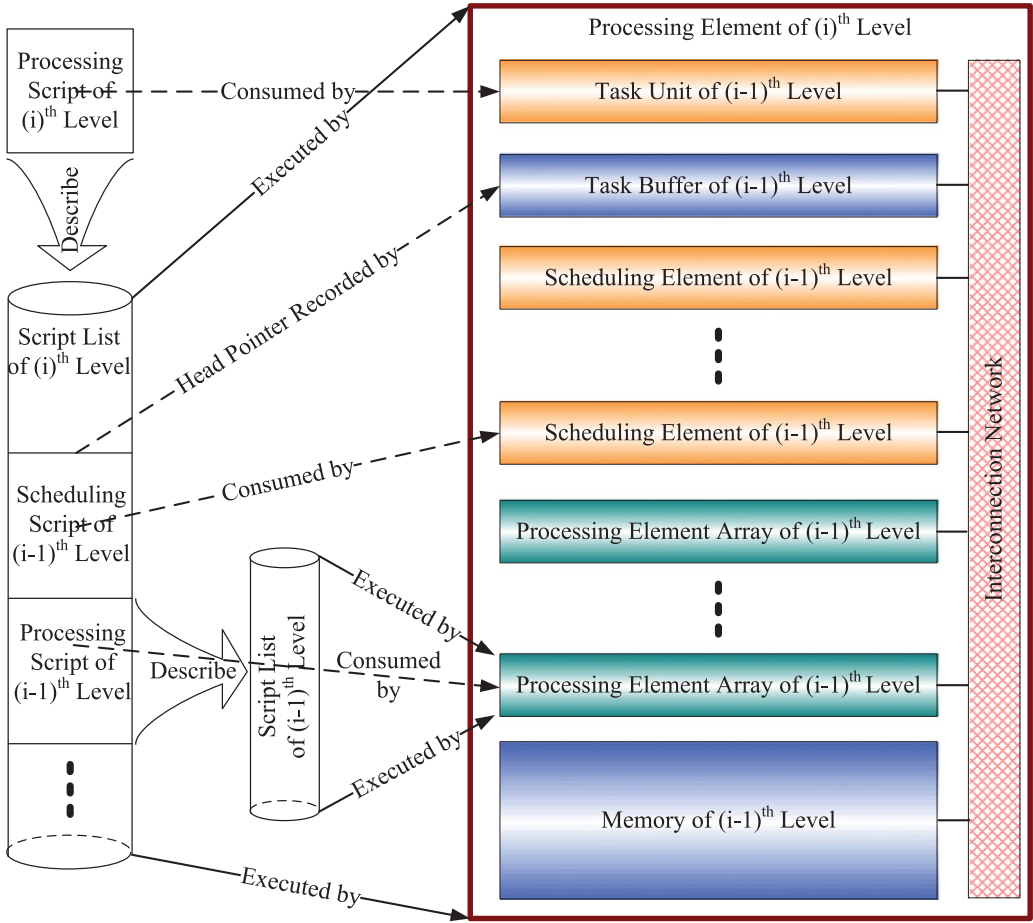 Processing
Script of
(i)th Level
Describe
Script List
of (i)th Level
Scheduling
Script of
(i-1)th Level
Processing
Script of
(i-1)th Level
Describe
Script List
of (i-1)th Level
Consumed by
Executed by
Head Pointer Recorded by
Consumed by
Executed by
Consumed
by
Executed by
Executed by
Processing Element of (i)th Level
Task Unit of (i-1)th Level
Task Buffer of (i-1)th Level
Scheduling Element of (i-1)th Level
Scheduling Element of (i-1)th Level
Processing Element Array of (i-1)th Level
Processing Element Array of (i-1)th Level
Memory of (i-1)th Level
Interconnection Network